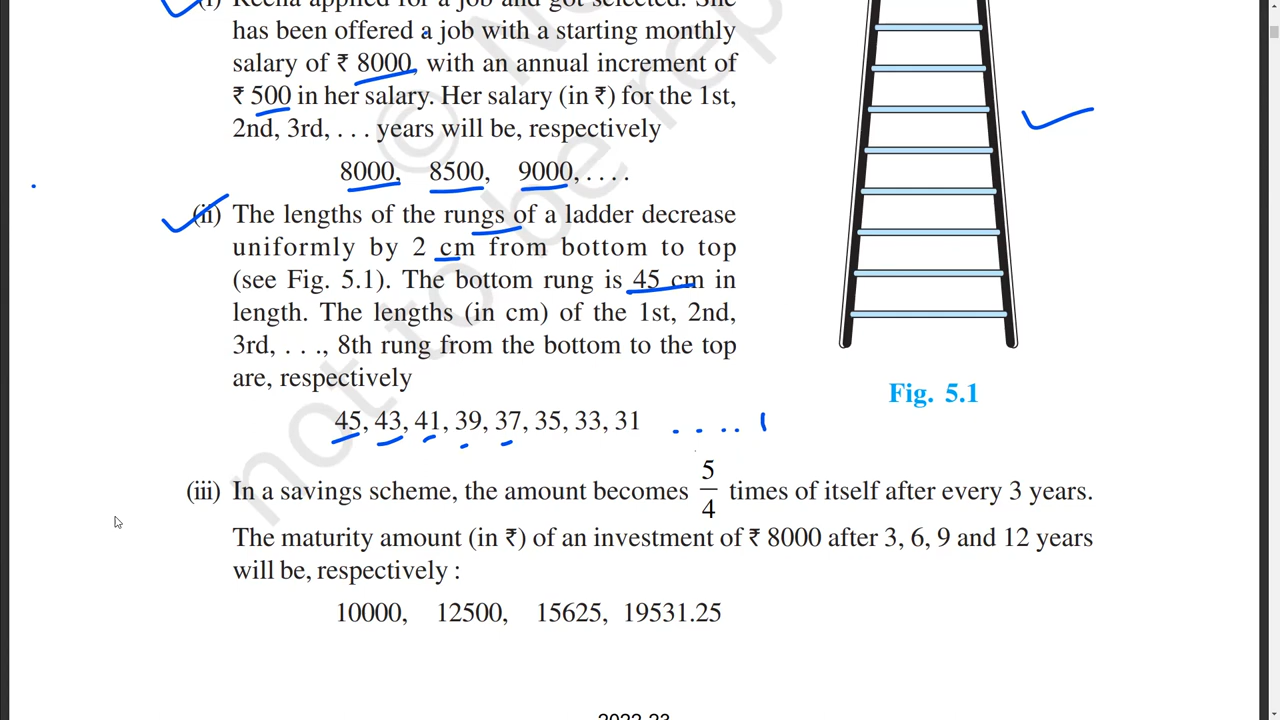 (i) Reena applied for a job and got selected. She
has been offered a job with a starting monthly
salary of ₹ 8000, with an annual increment of
₹ 500 in her salary. Her salary (in ₹) for the 1st,
2nd, 3rd, . . . years will be, respectively
8000, 8500, 9000, . . . .
(ii) The lengths of the rungs of a ladder decrease
uniformly by 2 cm from bottom to top
(see Fig. 5.1). The bottom rung is 45 cm in
length. The lengths (in cm) of the 1st, 2nd,
3rd, . . ., 8th rung from the bottom to the top
are, respectively
45, 43, 41, 39, 37, 35, 33, 31 . . . . 1
Fig. 5.1
(iii) In a savings scheme, the amount becomes 5/4 times of itself after every 3 years.
The maturity amount (in ₹) of an investment of ₹ 8000 after 3, 6, 9 and 12 years
will be, respectively :
10000, 12500, 15625, 19531.25
2022-23
© N
not to be rep